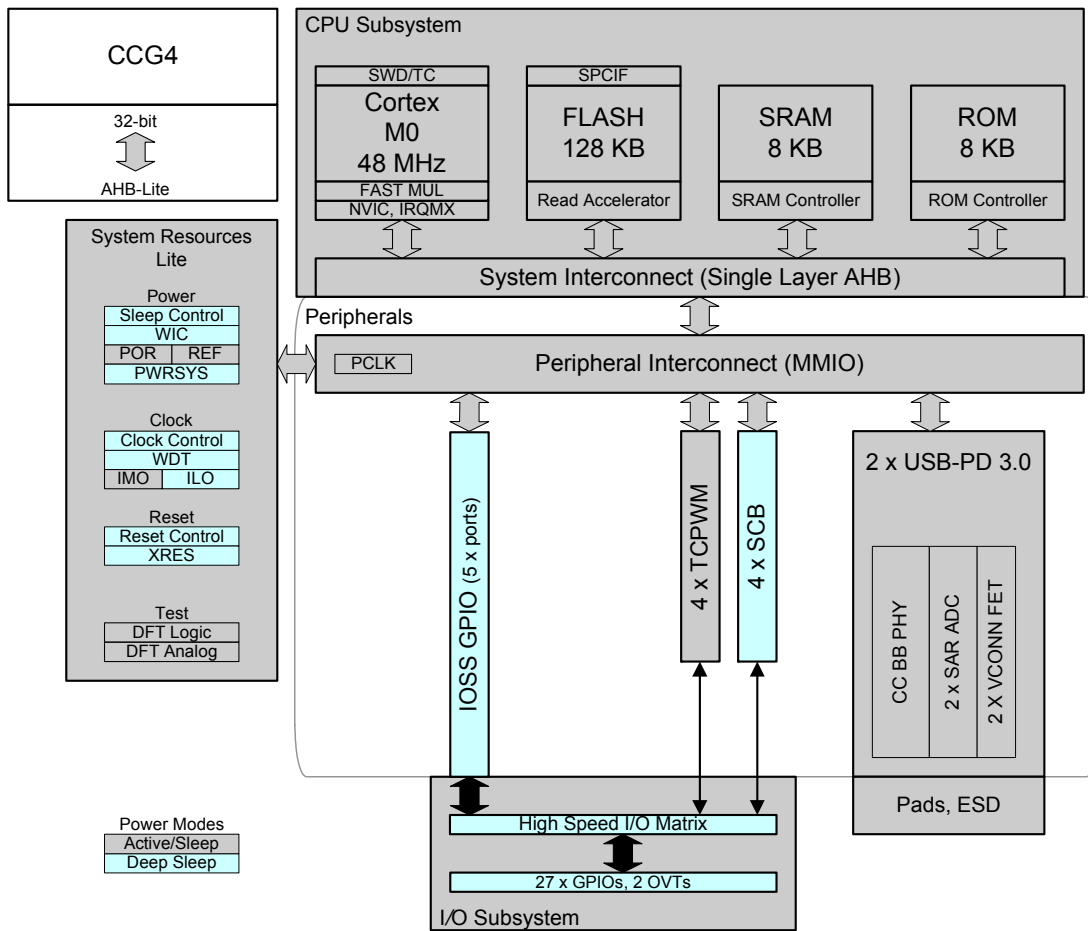 CCG4
32-bit
AHB-Lite
CPU Subsystem
SWD/TC
Cortex
M0
48 MHz
FAST MUL
NVIC, IRQMX
SPCIF
FLASH
128 KB
Read Accelerator
SRAM
8 KB
SRAM Controller
ROM
8 KB
ROM Controller
System Interconnect (Single Layer AHB)
System Resources
Lite
Power
Sleep Control
WIC
POR REF
PWRSYS
Clock
Clock Control
WDT
IMO ILO
Reset
Reset Control
XRES
Test
DFT Logic
DFT Analog
Peripherals
PCLK
Peripheral Interconnect (MMIO)
IOSS GPIO (5 x ports)
4 x TCPWM
4 x SCB
2 x USB-PD 3.0
CC BB PHY
2 x SAR ADC
2 X VCONN FET
Pads, ESD
High Speed I/O Matrix
27 x GPIOs, 2 OVTs
I/O Subsystem
Power Modes
Active/Sleep
Deep Sleep